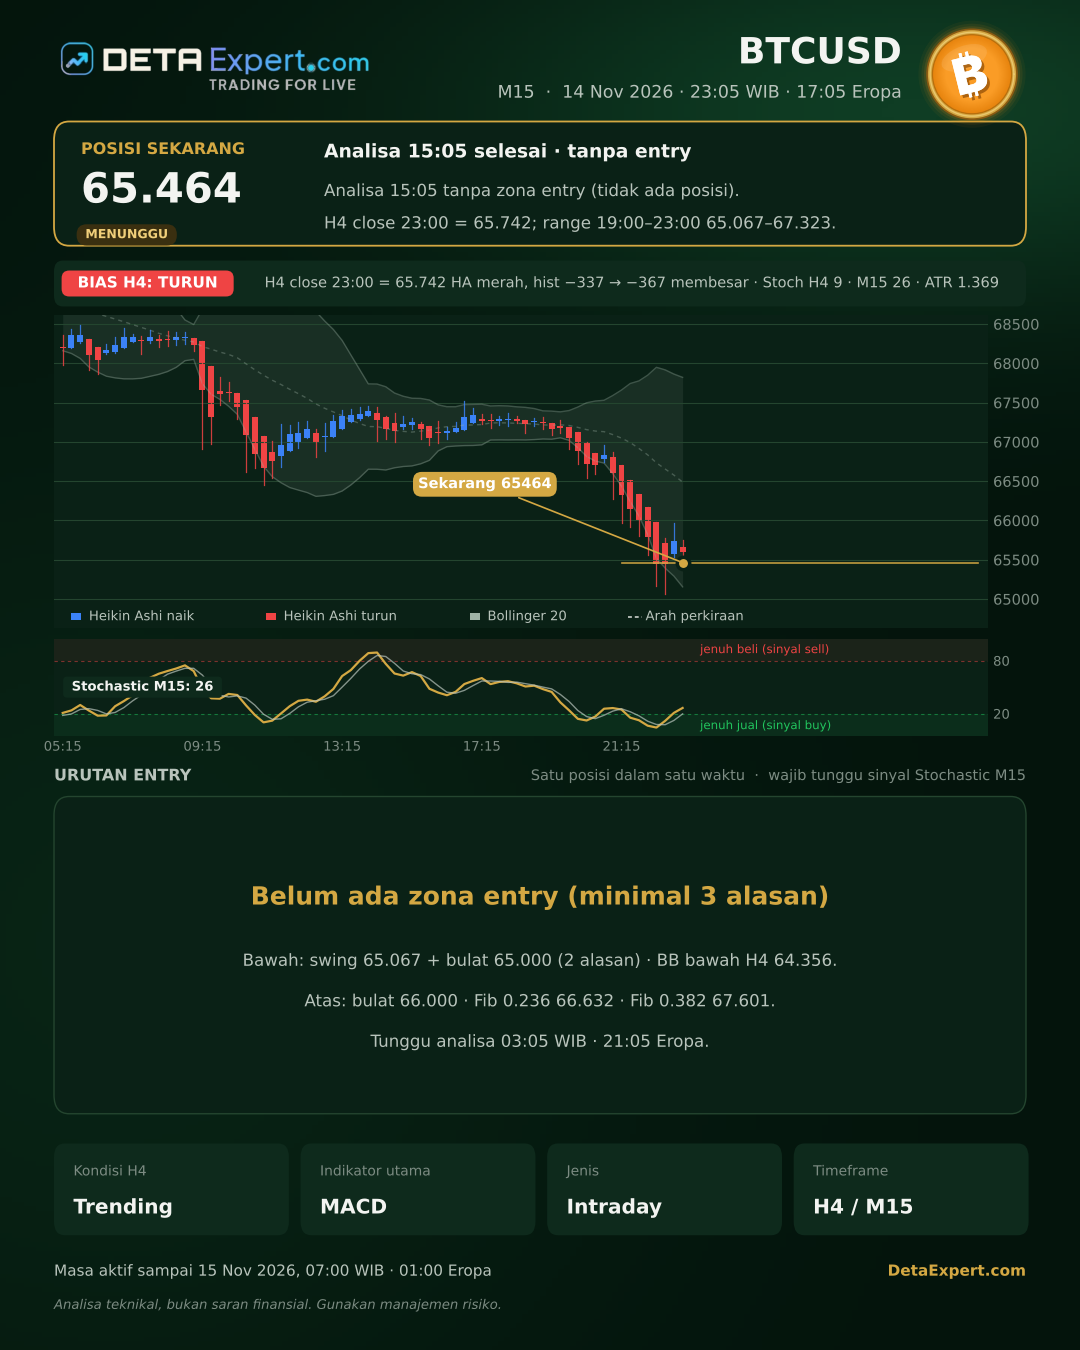 DETA Expert.com
TRADING FOR LIVE
BTCUSD
M15 · 14 Nov 2026 · 23:05 WIB · 17:05 Eropa
POSISI SEKARANG
65.464
MENUNGGU
Analisa 15:05 selesai · tanpa entry
Analisa 15:05 tanpa zona entry (tidak ada posisi).
H4 close 23:00 = 65.742; range 19:00–23:00 65.067–67.323.
BIAS H4: TURUN
H4 close 23:00 = 65.742 HA merah, hist −337 → −367 membesar · Stoch H4 9 · M15 26 · ATR 1.369
68500
68000
67500
67000
66500
66000
65500
65000
Sekarang 65464
Heikin Ashi naik
Heikin Ashi turun
Bollinger 20
Arah perkiraan
jenuh beli (sinyal sell)
80
Stochastic M15: 26
20
jenuh jual (sinyal buy)
05:15
09:15
13:15
17:15
21:15
URUTAN ENTRY
Satu posisi dalam satu waktu · wajib tunggu sinyal Stochastic M15
Belum ada zona entry (minimal 3 alasan)
Bawah: swing 65.067 + bulat 65.000 (2 alasan) · BB bawah H4 64.356.
Atas: bulat 66.000 · Fib 0.236 66.632 · Fib 0.382 67.601.
Tunggu analisa 03:05 WIB · 21:05 Eropa.
Kondisi H4
Trending
Indikator utama
MACD
Jenis
Intraday
Timeframe
H4 / M15
Masa aktif sampai 15 Nov 2026, 07:00 WIB · 01:00 Eropa
DetaExpert.com
Analisa teknikal, bukan saran finansial. Gunakan manajemen risiko.